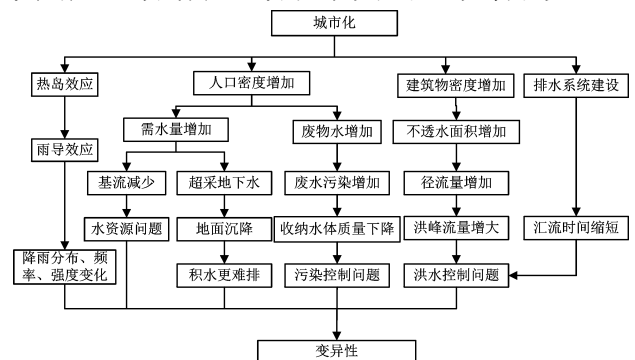 城市化
热岛效应
人口密度增加
建筑物密度增加
排水系统建设
需水量增加
废物水增加
不透水面积增加
雨导效应
基流减少
超采地下水
废水污染增加
径流量增加
水资源问题
地面沉降
收纳水体质量下降
洪峰流量增大
汇流时间缩短
降雨分布、频
率、强度变化
积水更难排
污染控制问题
洪水控制问题
变异性